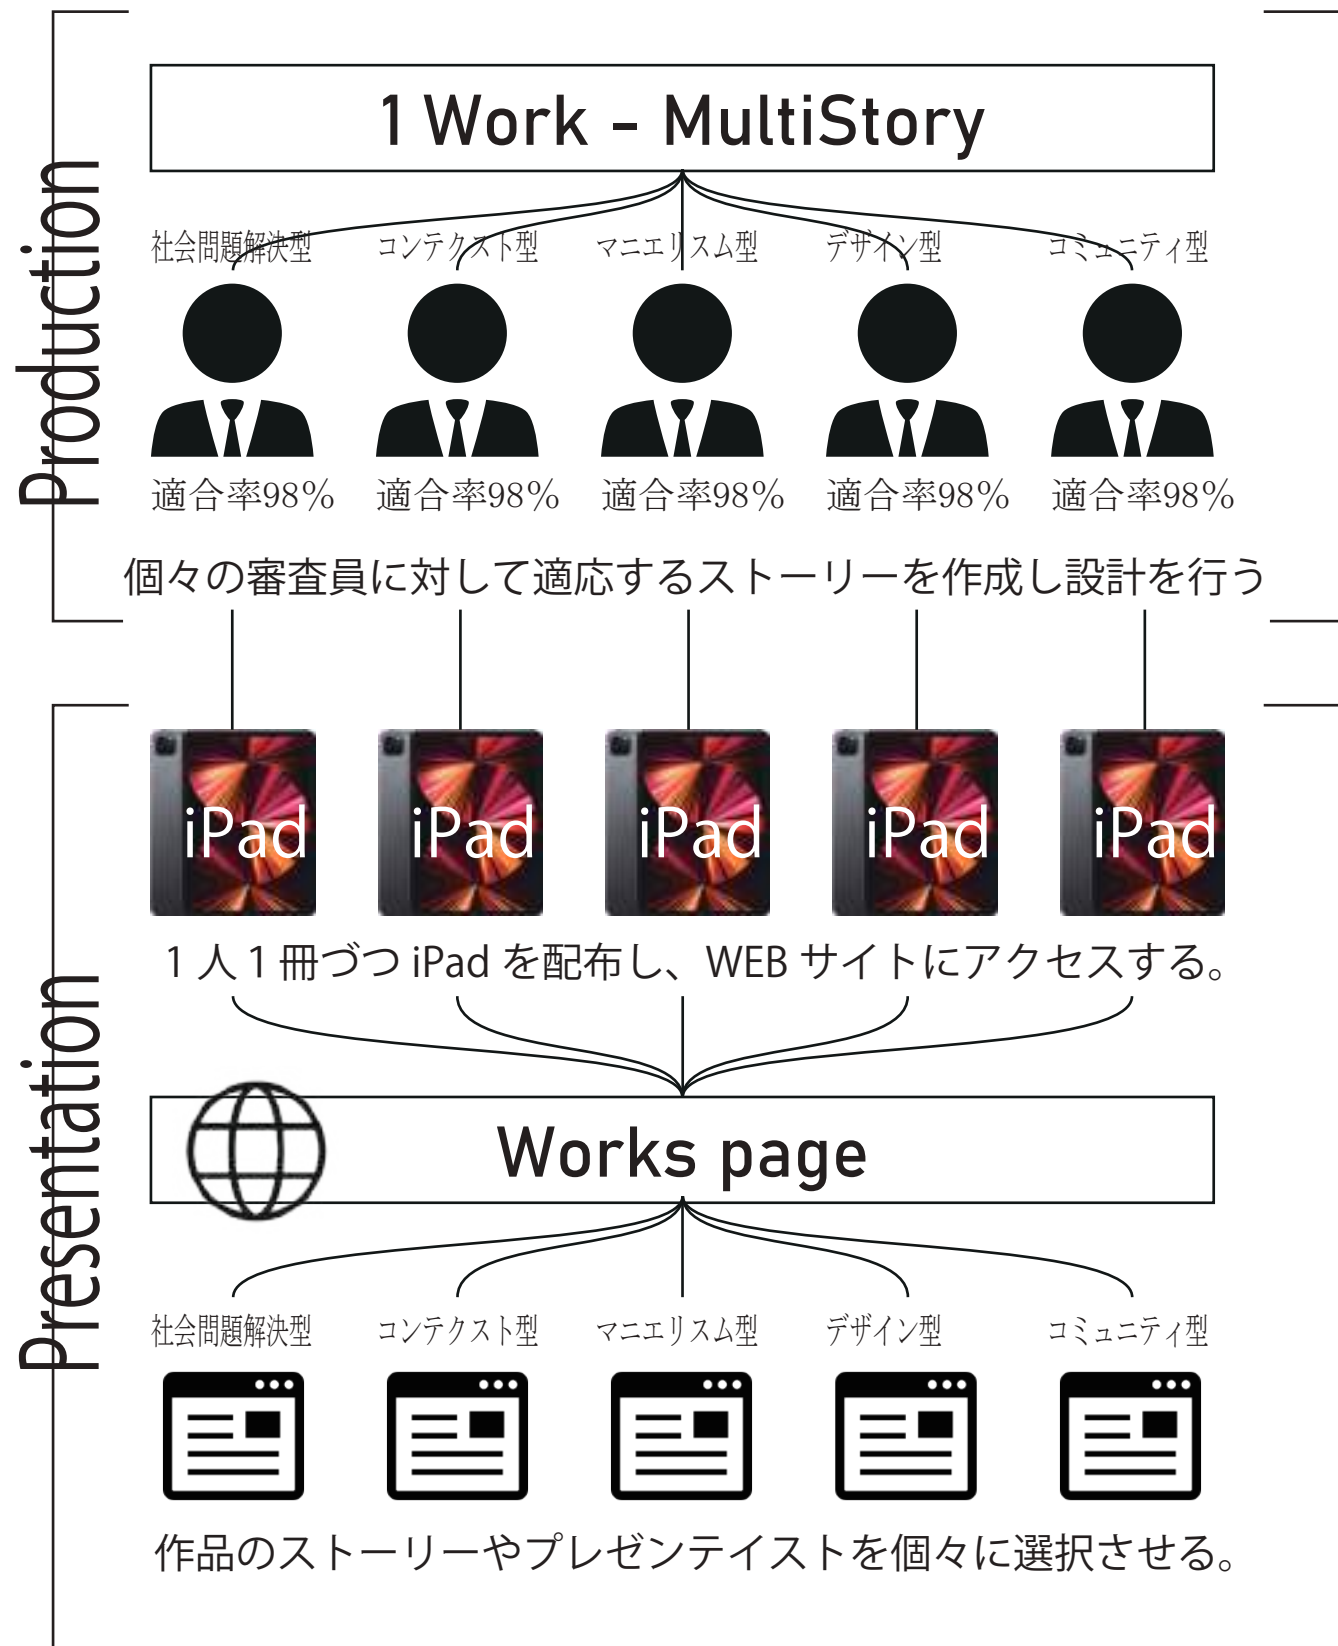 Production
1 Work - MultiStory
社会問題解決型 コンテクスト型 マニエリスム型 デザイン型 コミュニティ型
適合率98% 適合率98% 適合率98% 適合率98% 適合率98%
個々の審査員に対して適応するストーリーを作成し設計を行う
Presentation
iPad iPad iPad iPad iPad
1人1冊づつ iPad を配布し、WEB サイトにアクセスする。
Works page
社会問題解決型 コンテクスト型 マニエリスム型 デザイン型 コミュニティ型
作品のストーリーやプレゼンテイストを個々に選択させる。